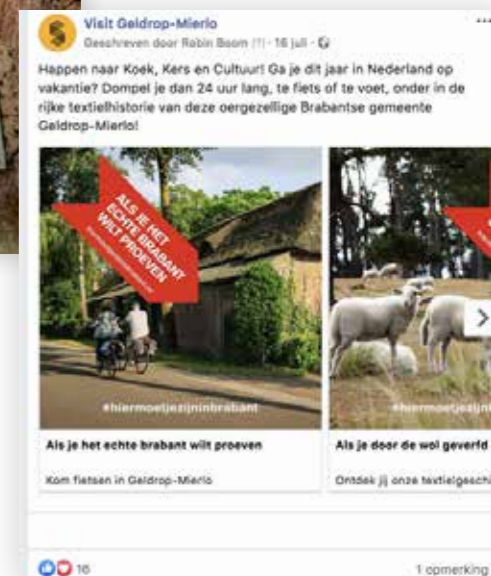 Visit Geldrop-Mierlo
Geschreven door Robin Boom [?] · 16 juli ·
Happen naar Koek, Kers en Cultuur! Ga je dit jaar in Nederland op
vakantie? Dompel je dan 24 uur lang, te fiets of te voet, onder in de
rijke textielhistorie van deze oergezellige Brabantse gemeente
Geldrop-Mierlo!
ALS JE HET
ECHTE BRABANT
WILT PROEVEN
#hiermoetjezijninbrabant
#hiermoetjezijni
Als je het echte brabant wilt proeven
Als je door de wol geverfd
Kom fietsen in Geldrop-Mierlo
Ontdek jij onze textielgeschi
16
1 opmerking